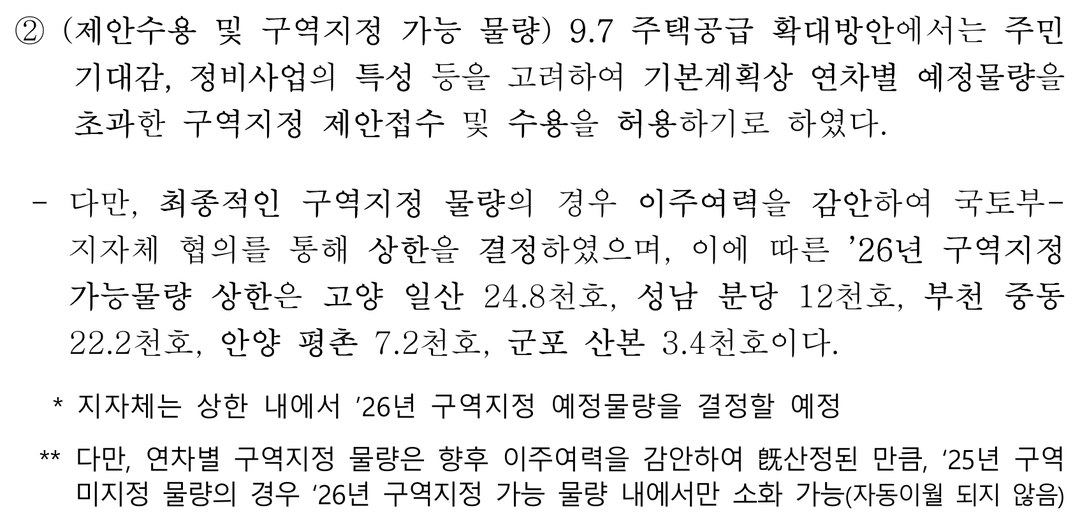 ② (제안수용 및 구역지정 가능 물량) 9.7 주택공급 확대방안에서는 주민
기대감, 정비사업의 특성 등을 고려하여 기본계획상 연차별 예정물량을
초과한 구역지정 제안접수 및 수용을 허용하기로 하였다.
- 다만, 최종적인 구역지정 물량의 경우 이주여력을 감안하여 국토부-
지자체 협의를 통해 상한을 결정하였으며, 이에 따른 ’26년 구역지정
가능물량 상한은 고양 일산 24.8천호, 성남 분당 12천호, 부천 중동
22.2천호, 안양 평촌 7.2천호, 군포 산본 3.4천호이다.
* 지자체는 상한 내에서 ’26년 구역지정 예정물량을 결정할 예정
** 다만, 연차별 구역지정 물량은 향후 이주여력을 감안하여 旣산정된 만큼, ‘25년 구역
미지정 물량의 경우 ‘26년 구역지정 가능 물량 내에서만 소화 가능(자동이월 되지 않음)